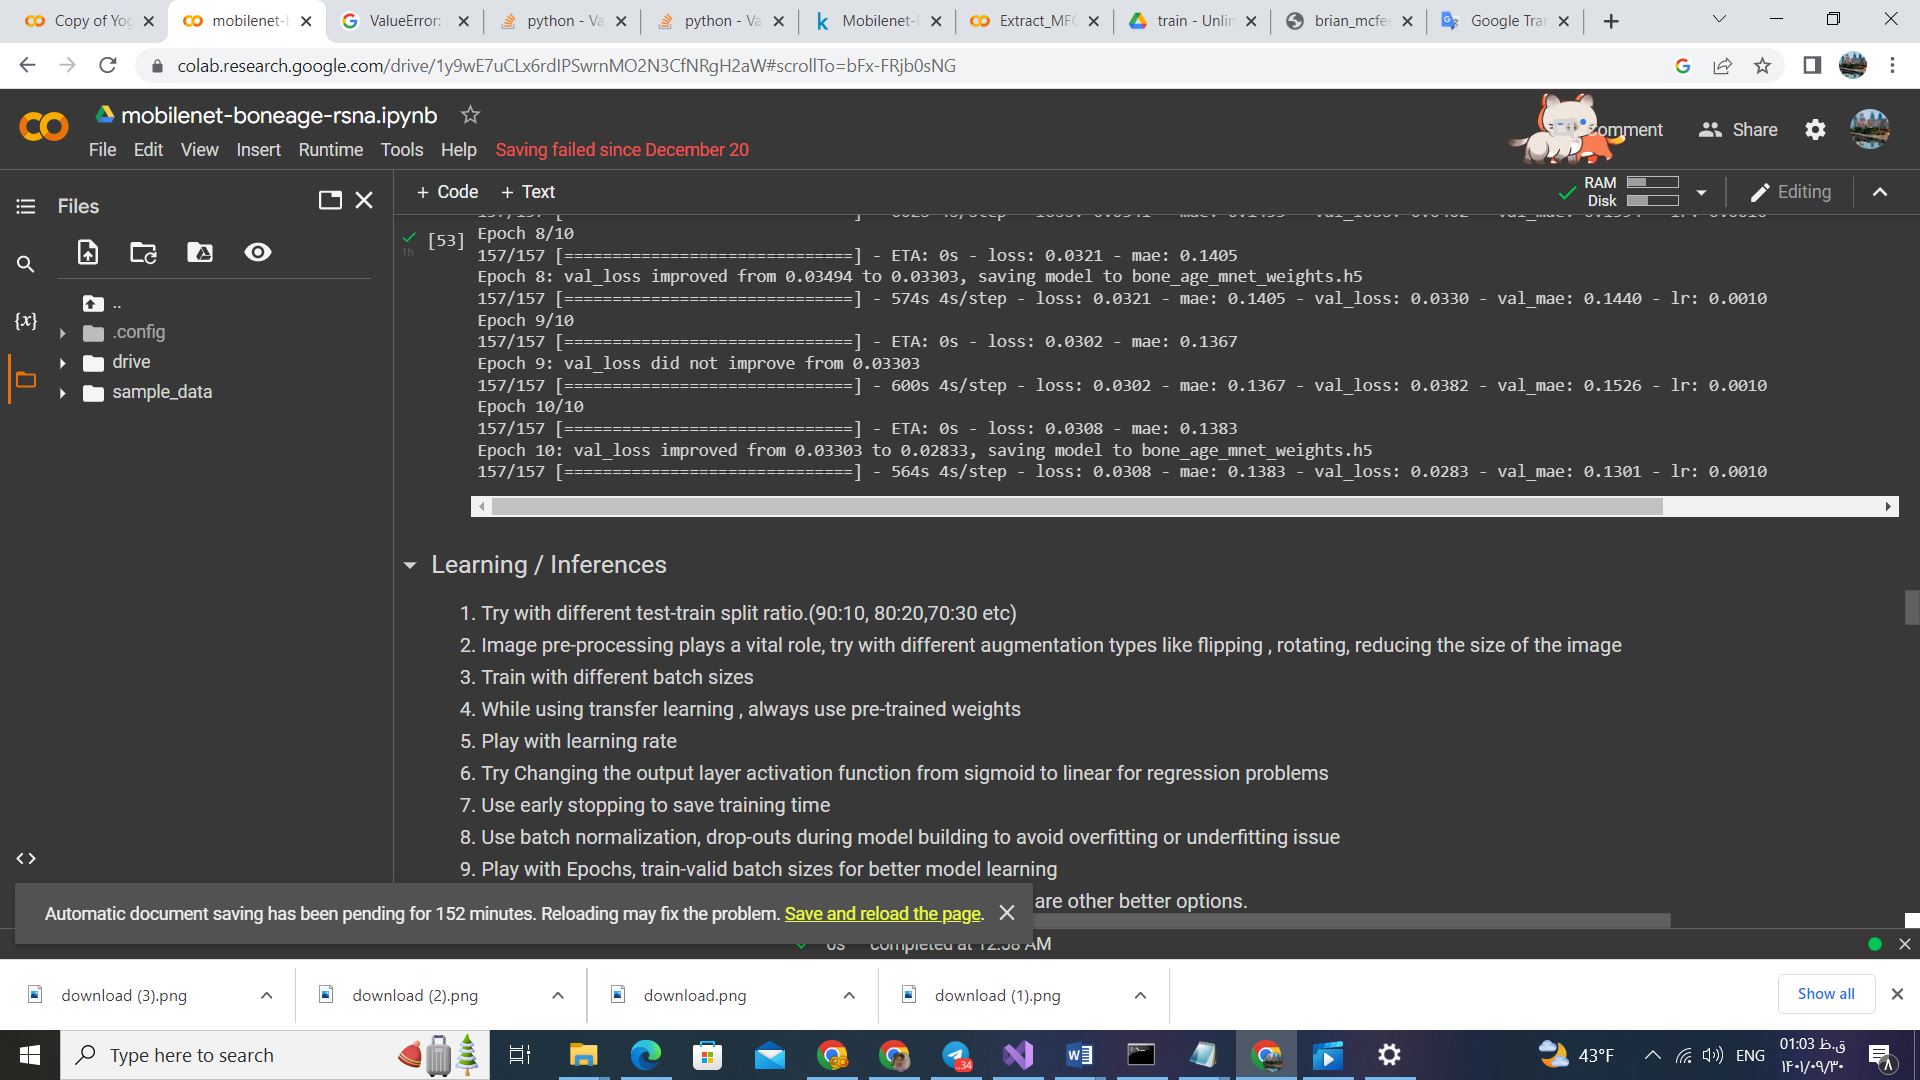 Copy of Yog
mobilenet-b
ValueError:
python - Va
python - Va
Mobilenet-
Extract_MFC
train - Unlin
brian_mcfee
Google Tra
colab.research.google.com/drive/1y9wE7uCLx6rdIPSwrnMO2N3CfNRgH2aW#scrollTo=bFx-FRjb0sNG
mobilenet-boneage-rsna.ipynb
Comment
Share
File Edit View Insert Runtime Tools Help Saving failed since December 20
Files
+ Code + Text
RAM
Disk
Editing
..
.config
drive
sample_data
{x}
[53]
1h
Epoch 8/10
157/157 [==============================] - ETA: 0s - loss: 0.0321 - mae: 0.1405
Epoch 8: val_loss improved from 0.03494 to 0.03303, saving model to bone_age_mnet_weights.h5
157/157 [==============================] - 574s 4s/step - loss: 0.0321 - mae: 0.1405 - val_loss: 0.0330 - val_mae: 0.1440 - lr: 0.0010
Epoch 9/10
157/157 [==============================] - ETA: 0s - loss: 0.0302 - mae: 0.1367
Epoch 9: val_loss did not improve from 0.03303
157/157 [==============================] - 600s 4s/step - loss: 0.0302 - mae: 0.1367 - val_loss: 0.0382 - val_mae: 0.1526 - lr: 0.0010
Epoch 10/10
157/157 [==============================] - ETA: 0s - loss: 0.0308 - mae: 0.1383
Epoch 10: val_loss improved from 0.03303 to 0.02833, saving model to bone_age_mnet_weights.h5
157/157 [==============================] - 564s 4s/step - loss: 0.0308 - mae: 0.1383 - val_loss: 0.0283 - val_mae: 0.1301 - lr: 0.0010
Learning / Inferences
1. Try with different test-train split ratio.(90:10, 80:20,70:30 etc)
2. Image pre-processing plays a vital role, try with different augmentation types like flipping , rotating, reducing the size of the image
3. Train with different batch sizes
4. While using transfer learning , always use pre-trained weights
5. Play with learning rate
6. Try Changing the output layer activation function from sigmoid to linear for regression problems
7. Use early stopping to save training time
8. Use batch normalization, drop-outs during model building to avoid overfitting or underfitting issue
9. Play with Epochs, train-valid batch sizes for better model learning
are other better options.
Automatic document saving has been pending for 152 minutes. Reloading may fix the problem. Save and reload the page.
0s completed at 12:58 AM
download (3).png
download (2).png
download.png
download (1).png
Show all
Type here to search
..34
43°F
ENG
01:03 ق.ظ
۱۴۰۱/۰۹/۳۰
۸